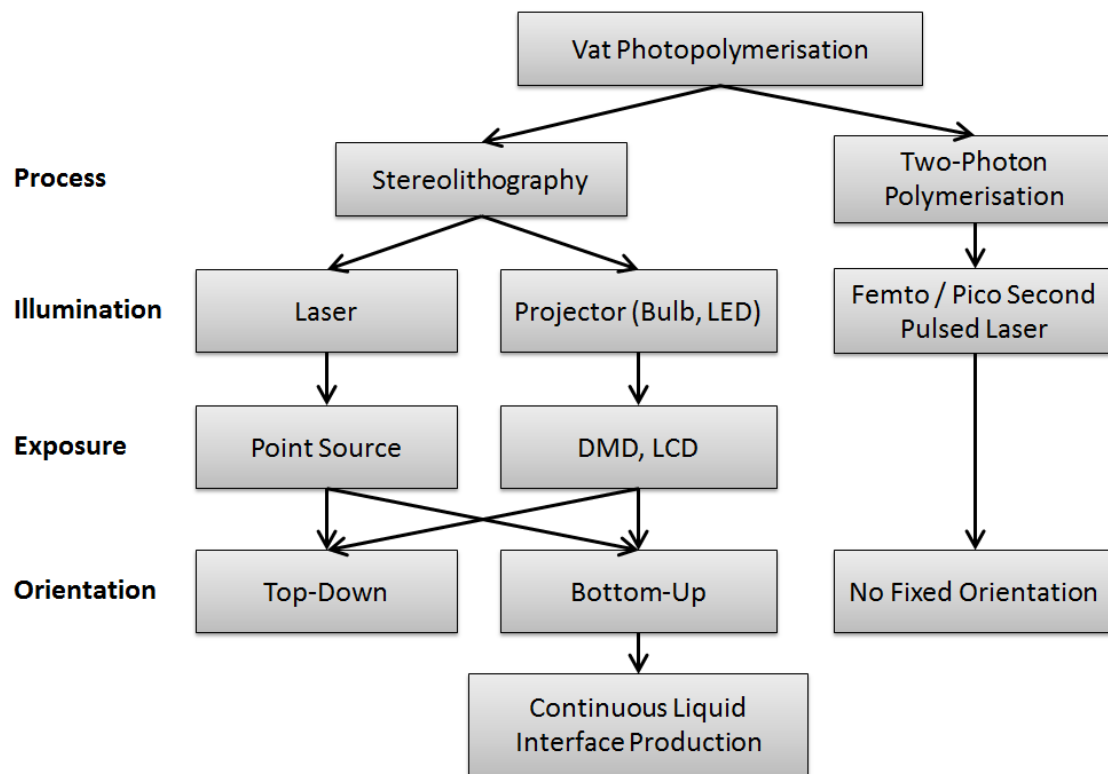 Vat Photopolymerisation
Process
Stereolithography
Two-Photon
Polymerisation
Illumination
Laser
Projector (Bulb, LED)
Femto / Pico Second
Pulsed Laser
Exposure
Point Source
DMD, LCD
Orientation
Top-Down
Bottom-Up
No Fixed Orientation
Continuous Liquid
Interface Production